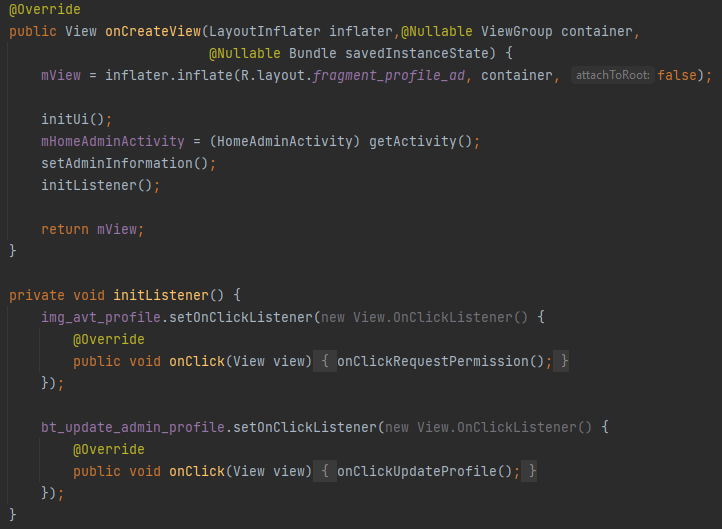 @Override
public View onCreateView(LayoutInflater inflater,@Nullable ViewGroup container,
                         @Nullable Bundle savedInstanceState) {
    mView = inflater.inflate(R.layout.fragment_profile_ad, container, attachToRoot: false);

    initUi();
    mHomeAdminActivity = (HomeAdminActivity) getActivity();
    setAdminInformation();
    initListener();

    return mView;
}

private void initListener() {
    img_avt_profile.setOnClickListener(new View.OnClickListener() {
        @Override
        public void onClick(View view) { onClickRequestPermission(); }
    });

    bt_update_admin_profile.setOnClickListener(new View.OnClickListener() {
        @Override
        public void onClick(View view) { onClickUpdateProfile(); }
    });
}